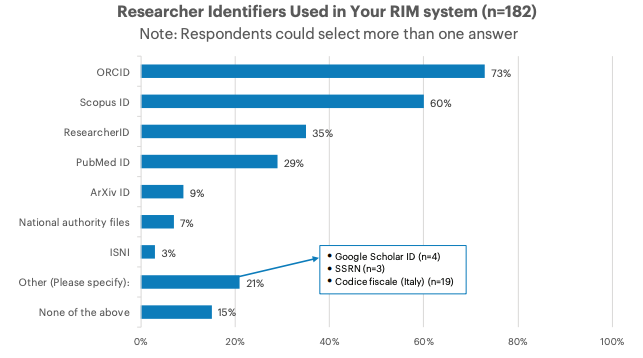 Researcher Identifiers Used in Your RIM system (n=182)
Note: Respondents could select more than one answer
ORCID 73%
Scopus ID 60%
ResearcherID 35%
PubMed ID 29%
ArXiv ID 9%
National authority files 7%
ISNI 3%
• Google Scholar ID (n=4)
• SSRN (n=3)
• Codice fiscale (Italy) (n=19)
Other (Please specify): 21%
None of the above 15%
0% 20% 40% 60% 80% 100%